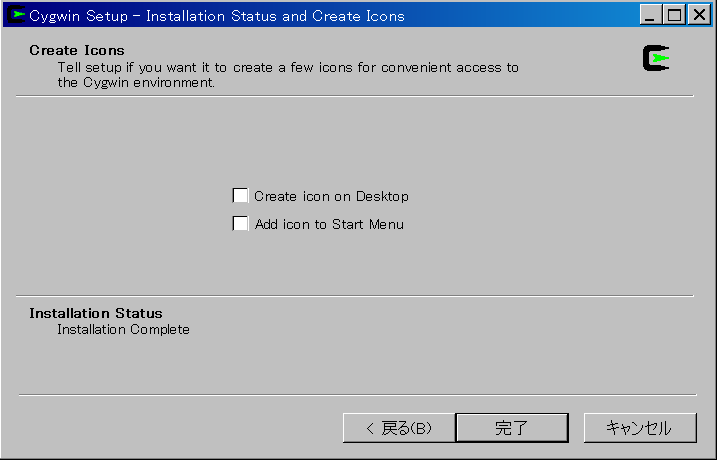 Cygwin Setup - Installation Status and Create Icons
Create Icons
Tell setup if you want it to create a few icons for convenient access to
the Cygwin environment.
Create icon on Desktop
Add icon to Start Menu
Installation Status
Installation Complete
< 戻る(B)
完了
キャンセル